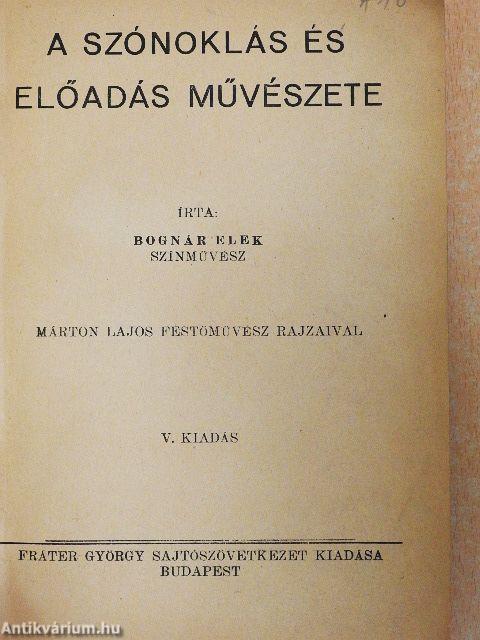 A SZÓNOKLÁS ÉS
ELŐADÁS MŰVÉSZETE
ÍRTA:
BOGNÁR ELEK
SZÍNMŰVÉSZ
MÁRTON LAJOS FESTŐMŰVÉSZ RAJZAIVAL
V. KIADÁS
FRÁTER GYÖRGY SAJTÓSZÖVETKEZET KIADÁSA
BUDAPEST
Antikvárium.hu